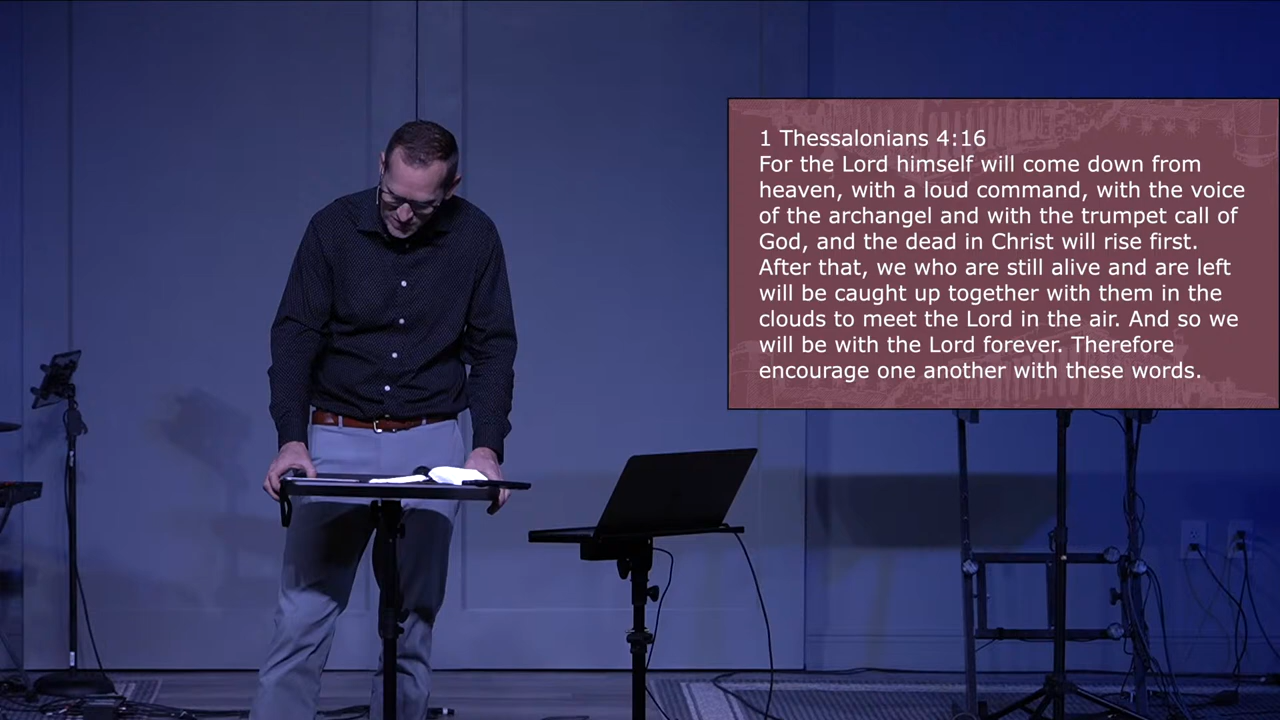 1 Thessalonians 4:16
For the Lord himself will come down from
heaven, with a loud command, with the voice
of the archangel and with the trumpet call of
God, and the dead in Christ will rise first.
After that, we who are still alive and are left
will be caught up together with them in the
clouds to meet the Lord in the air. And so we
will be with the Lord forever. Therefore
encourage one another with these words.